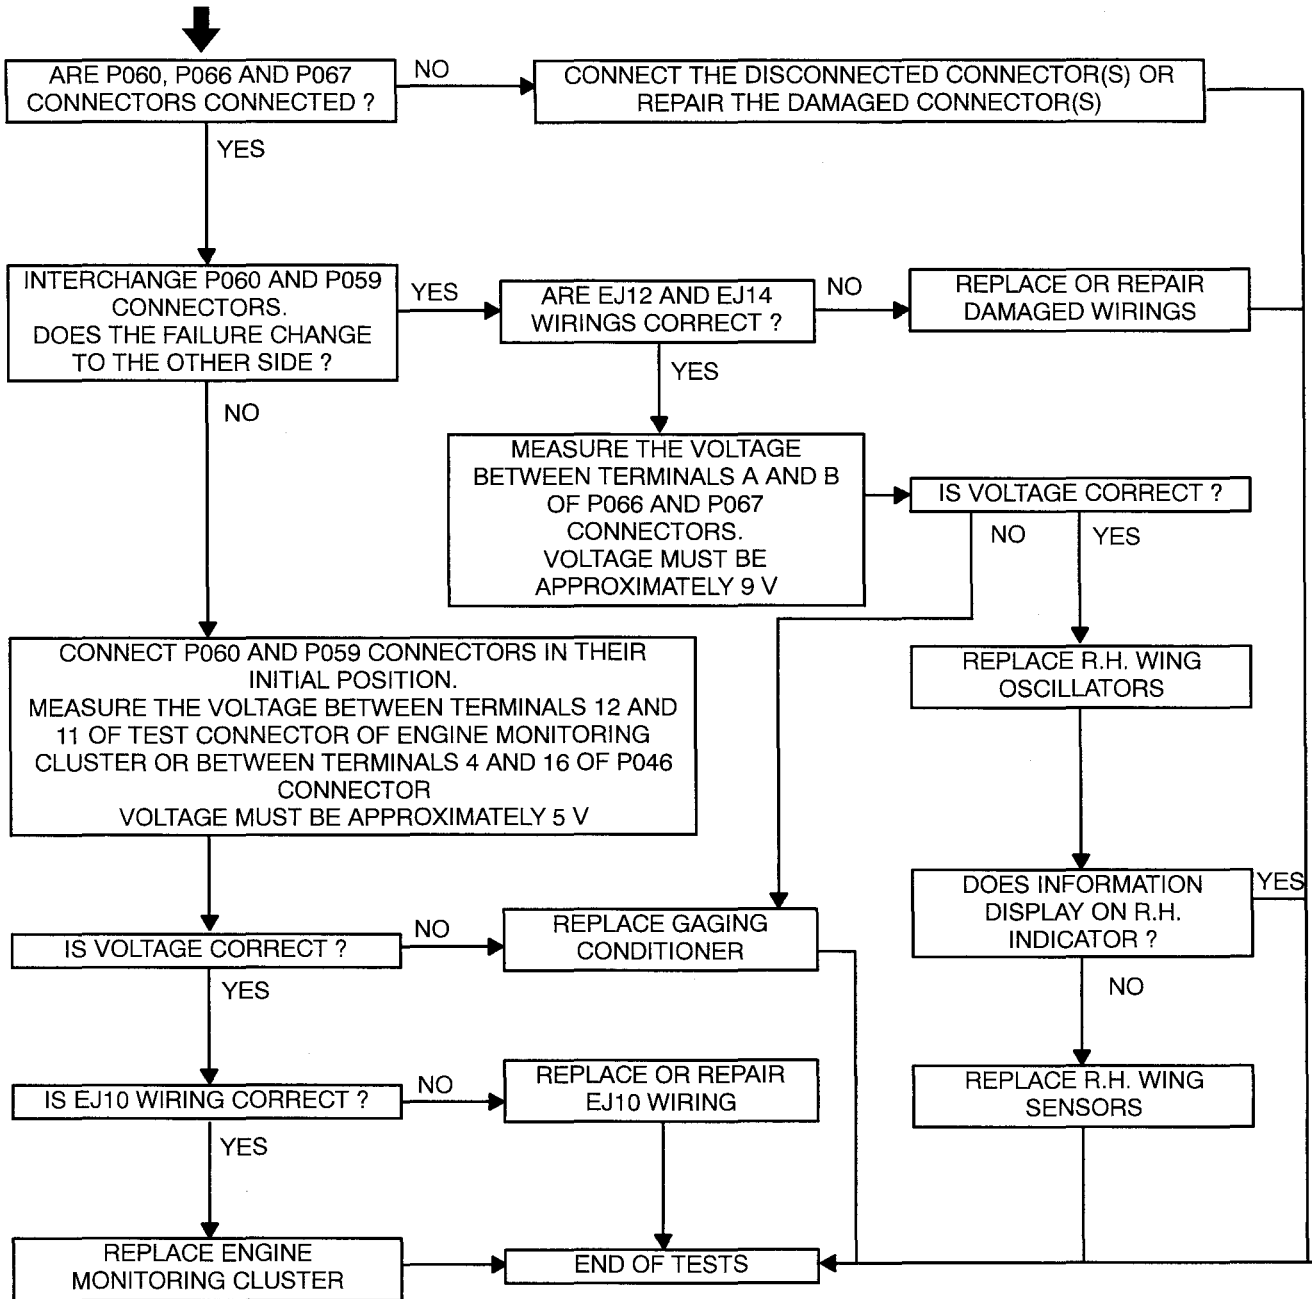 ARE P060, P066 AND P067
CONNECTORS CONNECTED ?
NO
CONNECT THE DISCONNECTED CONNECTOR(S) OR
REPAIR THE DAMAGED CONNECTOR(S)
YES
INTERCHANGE P060 AND P059
CONNECTORS.
DOES THE FAILURE CHANGE
TO THE OTHER SIDE ?
YES
ARE EJ12 AND EJ14
WIRINGS CORRECT ?
NO
REPLACE OR REPAIR
DAMAGED WIRINGS
YES
NO
MEASURE THE VOLTAGE
BETWEEN TERMINALS A AND B
OF P066 AND P067
CONNECTORS.
VOLTAGE MUST BE
APPROXIMATELY 9 V
IS VOLTAGE CORRECT ?
NO
YES
CONNECT P060 AND P059 CONNECTORS IN THEIR
INITIAL POSITION.
MEASURE THE VOLTAGE BETWEEN TERMINALS 12 AND
11 OF TEST CONNECTOR OF ENGINE MONITORING
CLUSTER OR BETWEEN TERMINALS 4 AND 16 OF P046
CONNECTOR
VOLTAGE MUST BE APPROXIMATELY 5 V
REPLACE R.H. WING
OSCILLATORS
DOES INFORMATION
DISPLAY ON R.H.
INDICATOR ?
YES
IS VOLTAGE CORRECT ?
NO
REPLACE GAGING
CONDITIONER
YES
NO
IS EJ10 WIRING CORRECT ?
NO
REPLACE OR REPAIR
EJ10 WIRING
REPLACE R.H. WING
SENSORS
YES
REPLACE ENGINE
MONITORING CLUSTER
END OF TESTS